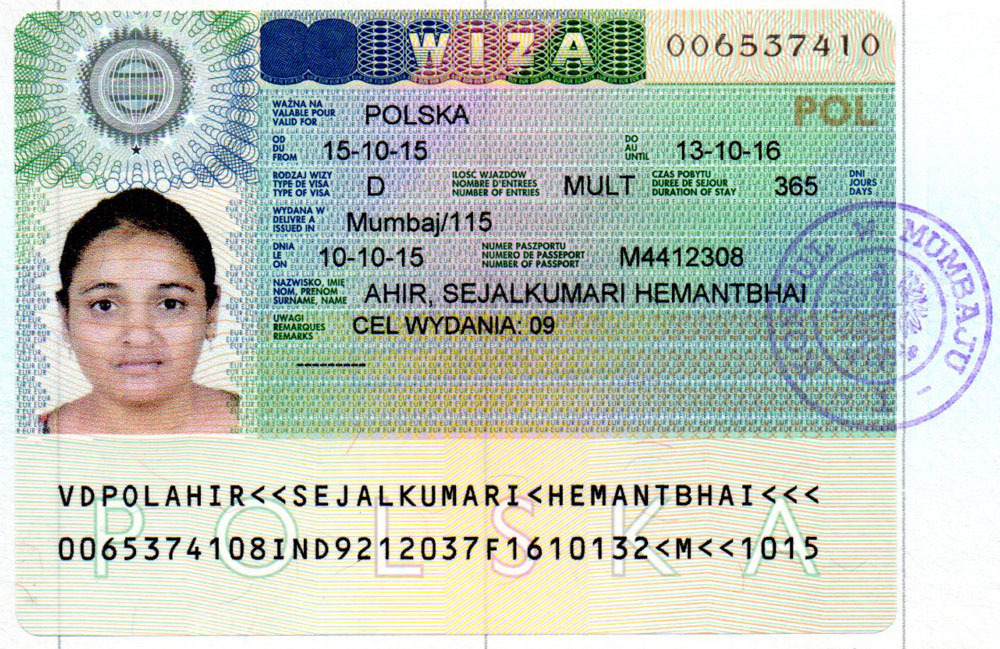 WIZA
006537410
POL
WAŻNA NA
VALABLE POUR
VALID FOR
POLSKA
OD
DU
FROM
15-10-15
DO
AU
UNTIL
13-10-16
RODZAJ WIZY
TYPE DE VISA
TYPE OF VISA
D
ILOŚĆ WJAZDÓW
NOMBRE D'ENTREES
NUMBER OF ENTRIES
MULT
CZAS POBYTU
DUREE DE SEJOUR
DURATION OF STAY
365
DNI
JOURS
DAYS
WYDANA W
DELIVRE A
ISSUED IN
Mumbaj/115
DNIA
LE
ON
10-10-15
NUMER PASZPORTU
NUMERO DE PASSEPORT
NUMBER OF PASSPORT
M4412308
NAZWISKO, IMIĘ
NOM, PRENOM
SURNAME, NAME
AHIR, SEJALKUMARI HEMANTBHAI
UWAGI
REMARQUES
REMARKS
CEL WYDANIA: 09
----------
KONSUL W MUMBAJU
VDPOLAHIR<<SEJALKUMARI<HEMANTBHAI<<<
POLSKA
0065374108IND9212037F1610132<M<<1015